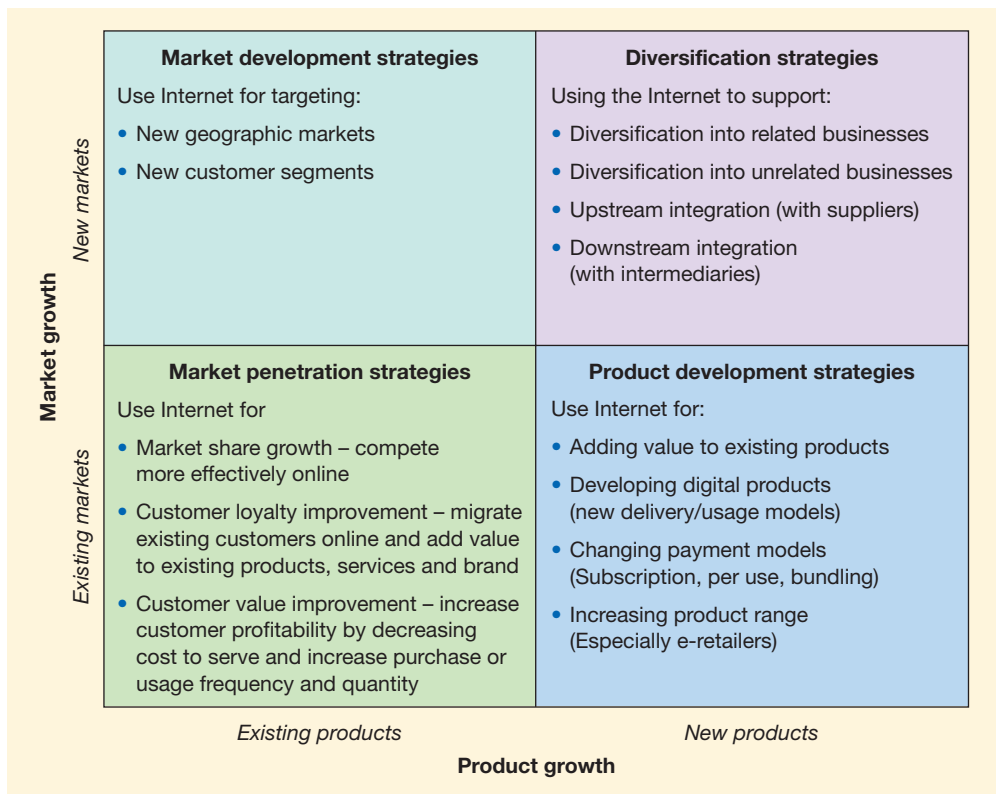 Market development strategies
Use Internet for targeting:
• New geographic markets
• New customer segments
Diversification strategies
Using the Internet to support:
• Diversification into related businesses
• Diversification into unrelated businesses
• Upstream integration (with suppliers)
• Downstream integration
(with intermediaries)
New markets
Market growth
Existing markets
Market penetration strategies
Use Internet for
• Market share growth – compete
more effectively online
• Customer loyalty improvement – migrate
existing customers online and add value
to existing products, services and brand
• Customer value improvement – increase
customer profitability by decreasing
cost to serve and increase purchase or
usage frequency and quantity
Product development strategies
Use Internet for:
• Adding value to existing products
• Developing digital products
(new delivery/usage models)
• Changing payment models
(Subscription, per use, bundling)
• Increasing product range
(Especially e-retailers)
Existing products
New products
Product growth